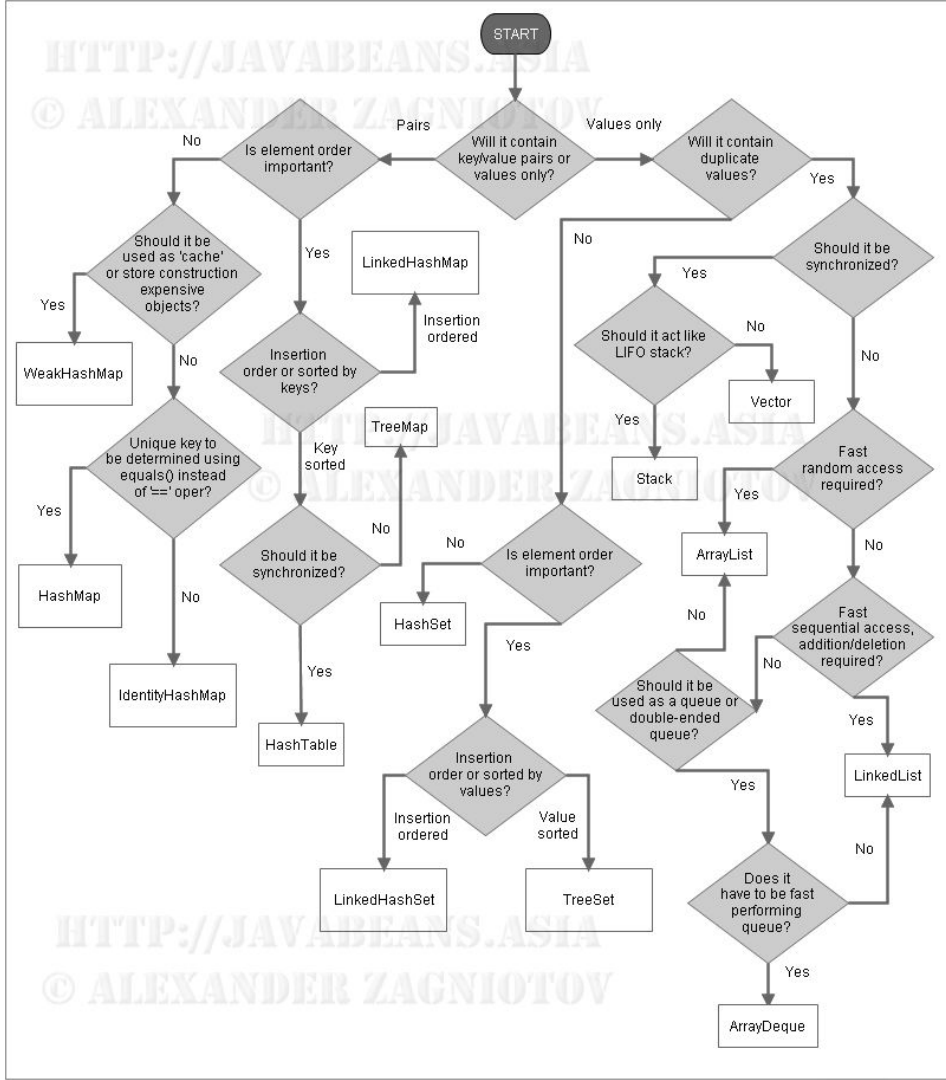 START
HTTP://JAVABEANS.ASIA
© ALEXANDER ZAGNIOTOV
Pairs
Values only
Will it contain
key/value pairs or
values only?
Is element order
important?
No
Yes
Will it contain
duplicate
values?
Yes
No
Should it be
used as 'cache'
or store construction
expensive
objects?
Yes
No
WeakHashMap
LinkedHashMap
Insertion
ordered
Insertion
order or sorted by
keys?
Key
sorted
Should it be
synchronized?
Yes
No
Should it act like
LIFO stack?
No
Yes
Vector
Stack
HTTP://JAVABEANS.ASIA
© ALEXANDER ZAGNIOTOV
Unique key to
be determined using
equals() instead
of '==' oper?
Yes
No
HashMap
IdentityHashMap
TreeMap
No
Should it be
synchronized?
Yes
HashTable
Fast
random access
required?
Yes
No
ArrayList
Is element order
important?
No
Yes
HashSet
Fast
sequential access,
addition/deletion
required?
No
Yes
Should it be
used as a queue or
double-ended
queue?
No
Yes
LinkedList
Insertion
order or sorted by
values?
Insertion
ordered
Value
sorted
LinkedHashSet
TreeSet
Does it
have to be fast
performing
queue?
No
Yes
ArrayDeque
HTTP://JAVABEANS.ASIA
© ALEXANDER ZAGNIOTOV